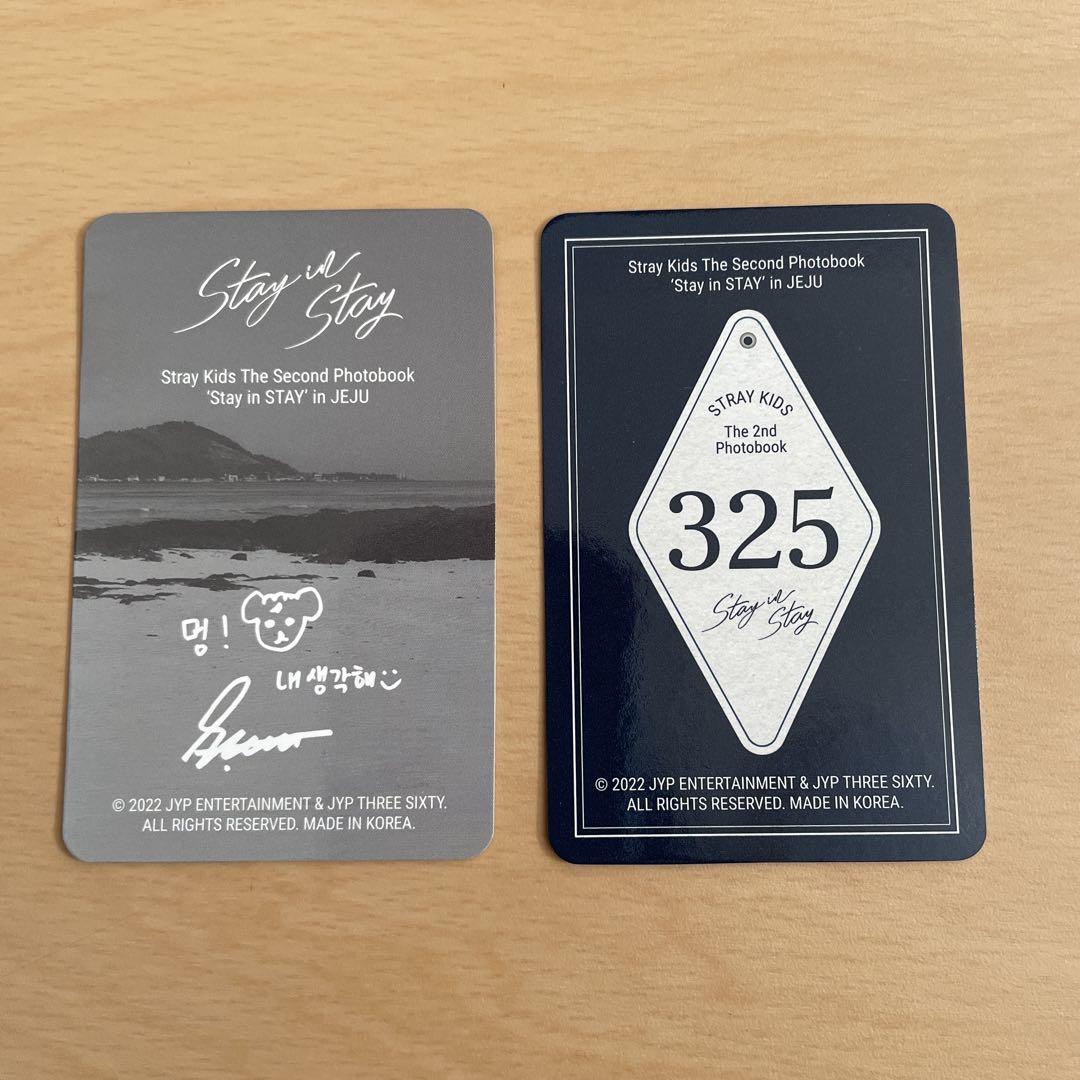 Stay in
Stay
Stray Kids The Second Photobook
‘Stay in STAY’ in JEJU
멍!
내 생각해
© 2022 JYP ENTERTAINMENT & JYP THREE SIXTY.
ALL RIGHTS RESERVED. MADE IN KOREA.
Stray Kids The Second Photobook
‘Stay in STAY’ in JEJU
STRAY KIDS
The 2nd
Photobook
325
Stay in
Stay
© 2022 JYP ENTERTAINMENT & JYP THREE SIXTY.
ALL RIGHTS RESERVED. MADE IN KOREA.